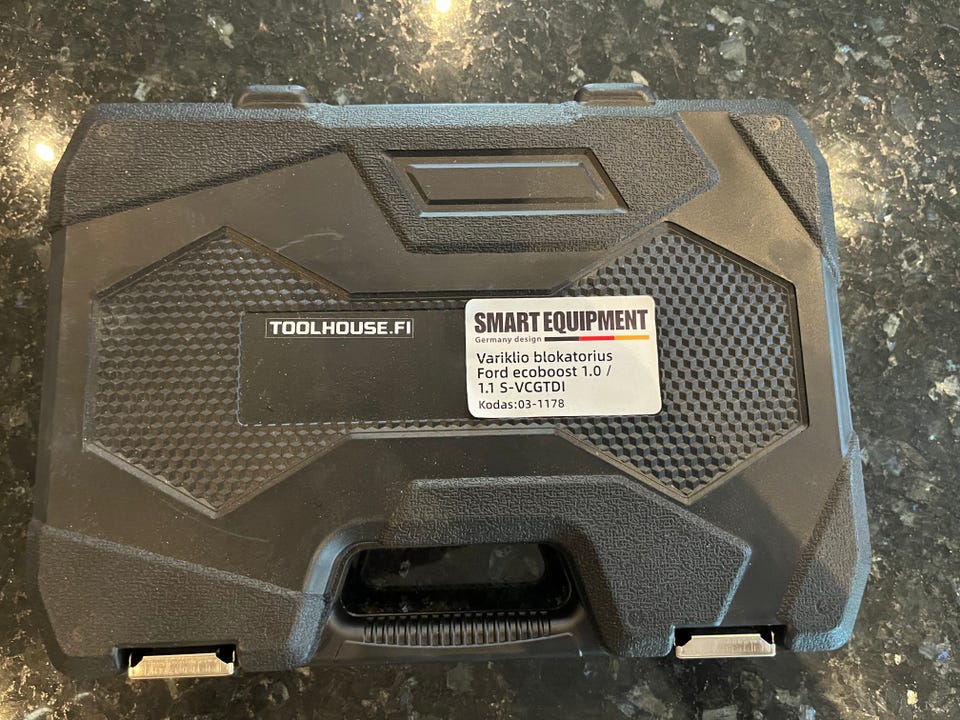 TOOLHOUSE.FI
SMART EQUIPMENT
Germany design
Variklio blokatorius
Ford ecoboost 1.0 /
1.1 S-VCGTDI
Kodas:03-1178